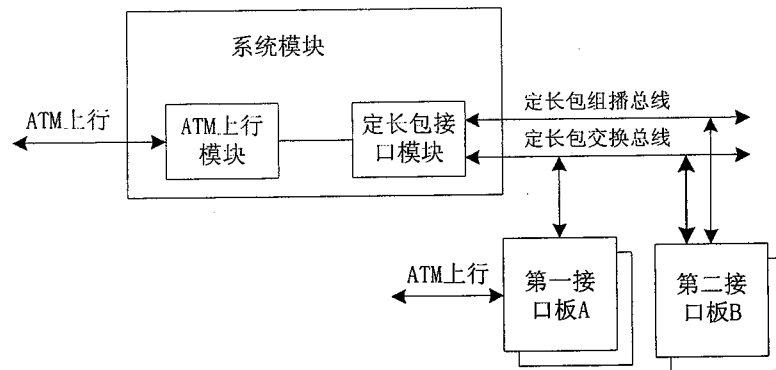 系统模块
定长包组播总线
ATM上行
ATM上行
模块
定长包接
口模块
定长包交换总线
ATM上行
第一接
口板A
第二接
口板B